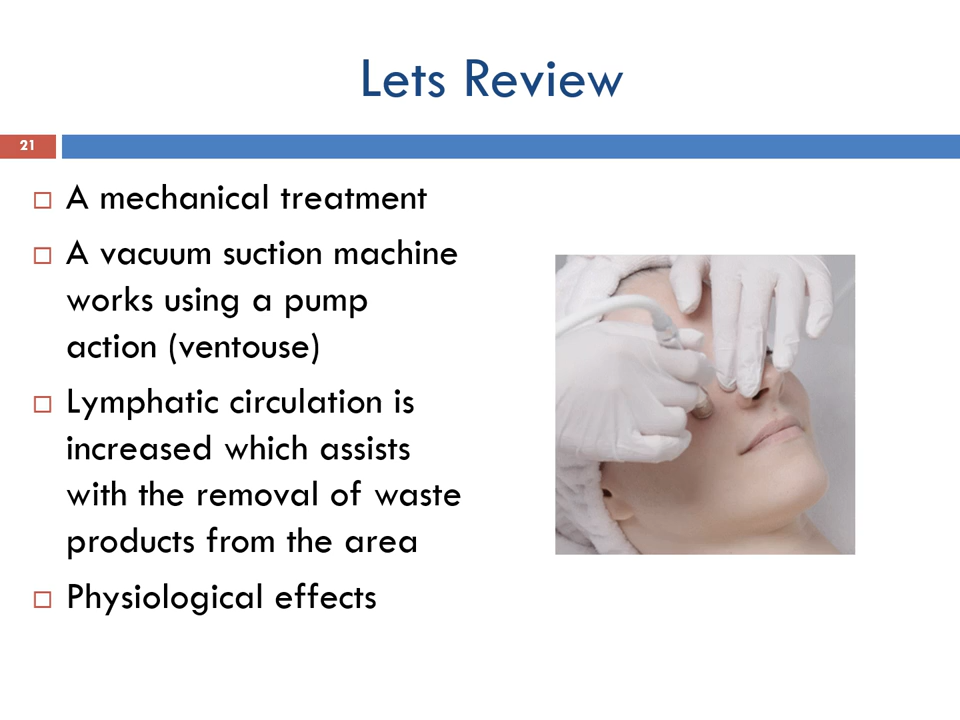 Lets Review
21
A mechanical treatment
A vacuum suction machine
works using a pump
action (ventouse)
Lymphatic circulation is
increased which assists
with the removal of waste
products from the area
Physiological effects